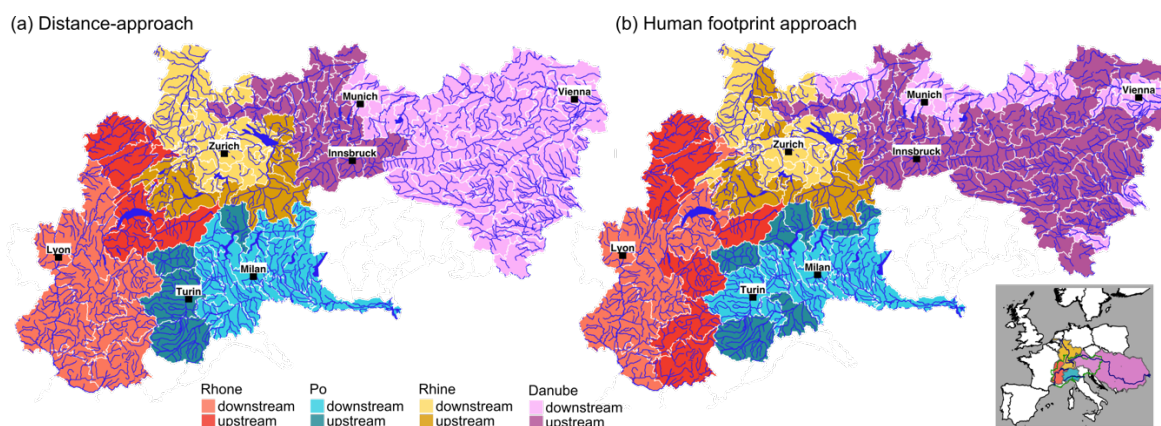 (a) Distance-approach
(b) Human footprint approach
Munich
Vienna
Zurich
Innsbruck
Lyon
Milan
Turin
Munich
Vienna
Zurich
Innsbruck
Lyon
Milan
Turin
Rhone
downstream
upstream
Po
downstream
upstream
Rhine
downstream
upstream
Danube
downstream
upstream